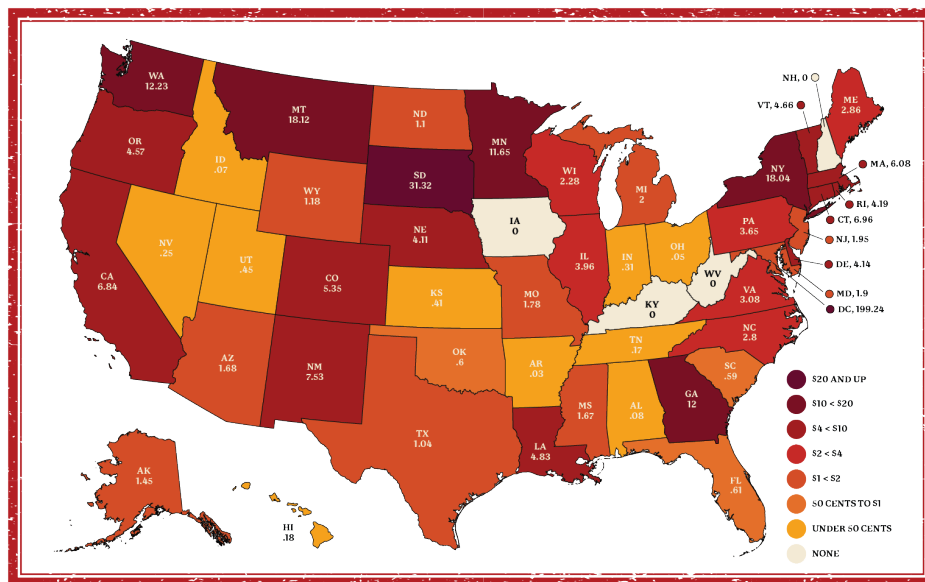 WA
12.23
OR
4.57
CA
6.84
ID
.07
NV
.25
UT
.45
AZ
1.68
MT
18.12
WY
1.18
CO
5.35
NM
7.53
ND
1.1
SD
31.32
NE
4.11
KS
.41
OK
.6
TX
1.04
MN
11.65
IA
0
MO
1.78
AR
.03
LA
4.83
WI
2.28
IL
3.96
MS
1.67
MI
2
IN
.31
KY
0
TN
.17
AL
.08
OH
.05
WV
0
GA
12
FL
.61
SC
.59
NC
2.8
VA
3.08
PA
3.65
NY
18.04
ME
2.86
NH, 0
VT, 4.66
MA, 6.08
RI, 4.19
CT, 6.96
NJ, 1.95
DE, 4.14
MD, 1.9
DC, 199.24
AK
1.45
HI
.18
$20 AND UP
$10 < $20
$4 < $10
$2 < $4
$1 < $2
50 CENTS TO $1
UNDER 50 CENTS
NONE